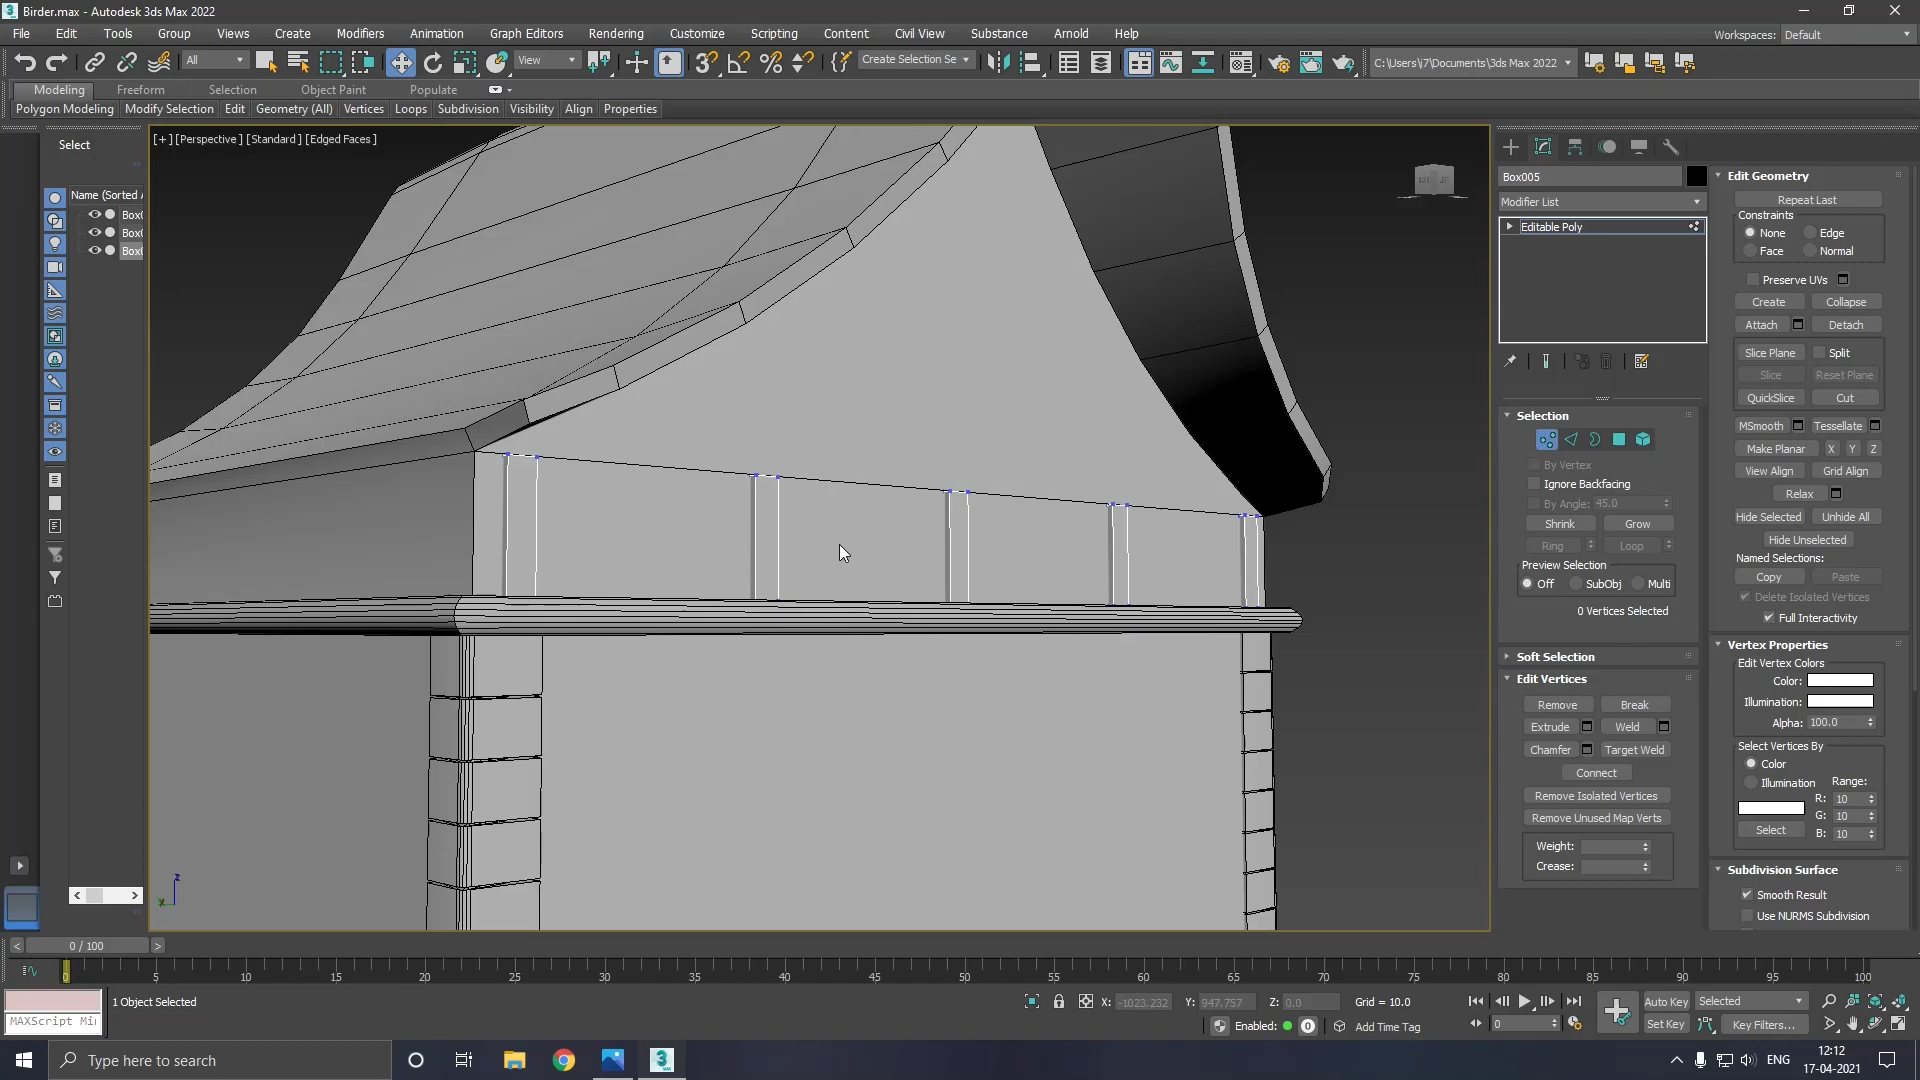 Birder.max - Autodesk 3ds Max 2022
File Edit Tools Group Views Create Modifiers Animation Graph Editors Rendering Customize Scripting Content Civil View Substance Arnold Help
Workspaces: Default
All
View
Create Selection Se
C:\Users\i7\Documents\3ds Max 2022
Modeling Freeform Selection Object Paint Populate
Polygon Modeling Modify Selection Edit Geometry (All) Vertices Loops Subdivision Visibility Align Properties
Select
Name (Sorted A
Box0
Box0
Box0
[+] [Perspective] [Standard] [Edged Faces]
Box005
Modifier List
Editable Poly
Selection
By Vertex
Ignore Backfacing
By Angle: 45.0
Shrink Grow
Ring Loop
Preview Selection
Off SubObj Multi
0 Vertices Selected
Soft Selection
Edit Vertices
Remove Break
Extrude Weld
Chamfer Target Weld
Connect
Remove Isolated Vertices
Remove Unused Map Verts
Weight:
Crease:
Edit Geometry
Repeat Last
Constraints
None Edge
Face Normal
Preserve UVs
Create Collapse
Attach Detach
Slice Plane Split
Slice Reset Plane
QuickSlice Cut
MSmooth Tessellate
Make Planar X Y Z
View Align Grid Align
Relax
Hide Selected Unhide All
Hide Unselected
Named Selections:
Copy Paste
Delete Isolated Vertices
Full Interactivity
Vertex Properties
Edit Vertex Colors
Color:
Illumination:
Alpha: 100.0
Select Vertices By
Color
Illumination Range:
R: 10
G: 10
Select B: 10
Subdivision Surface
Smooth Result
Use NURMS Subdivision
z
0 / 100
0 5 10 15 20 25 30 35 40 45 50 55 60 65 70 75 80 85 90 95 100
MAXScript Mi
1 Object Selected
X: -1023.232 Y: 947.757 Z: 0.0 Grid = 10.0
Enabled: 0 Add Time Tag
0
Auto Key Selected
Set Key Key Filters...
Type here to search
ENG
12:12
17-04-2021